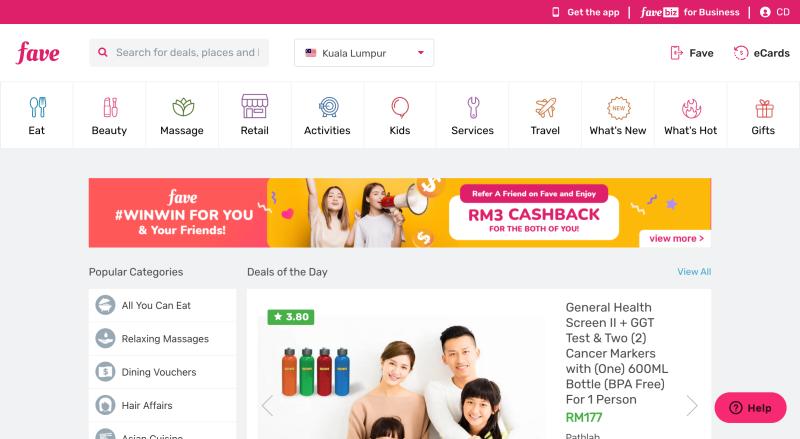 Get the app
fave biz for Business
CD
fave
Search for deals, places and
Kuala Lumpur
Fave
eCards
Eat
Beauty
Massage
Retail
Activities
Kids
Services
Travel
NEW
What's New
What's Hot
Gifts
fave
#WINWIN FOR YOU
& Your Friends!
Refer A Friend on Fave and Enjoy
RM3 CASHBACK
FOR THE BOTH OF YOU!
view more >
Popular Categories
Deals of the Day
View All
All You Can Eat
Relaxing Massages
Dining Vouchers
Hair Affairs
Asian Cuisine
3.80
General Health
Screen II + GGT
Test & Two (2)
Cancer Markers
with (One) 600ML
Bottle (BPA Free)
For 1 Person
RM177
Pathlab
Help